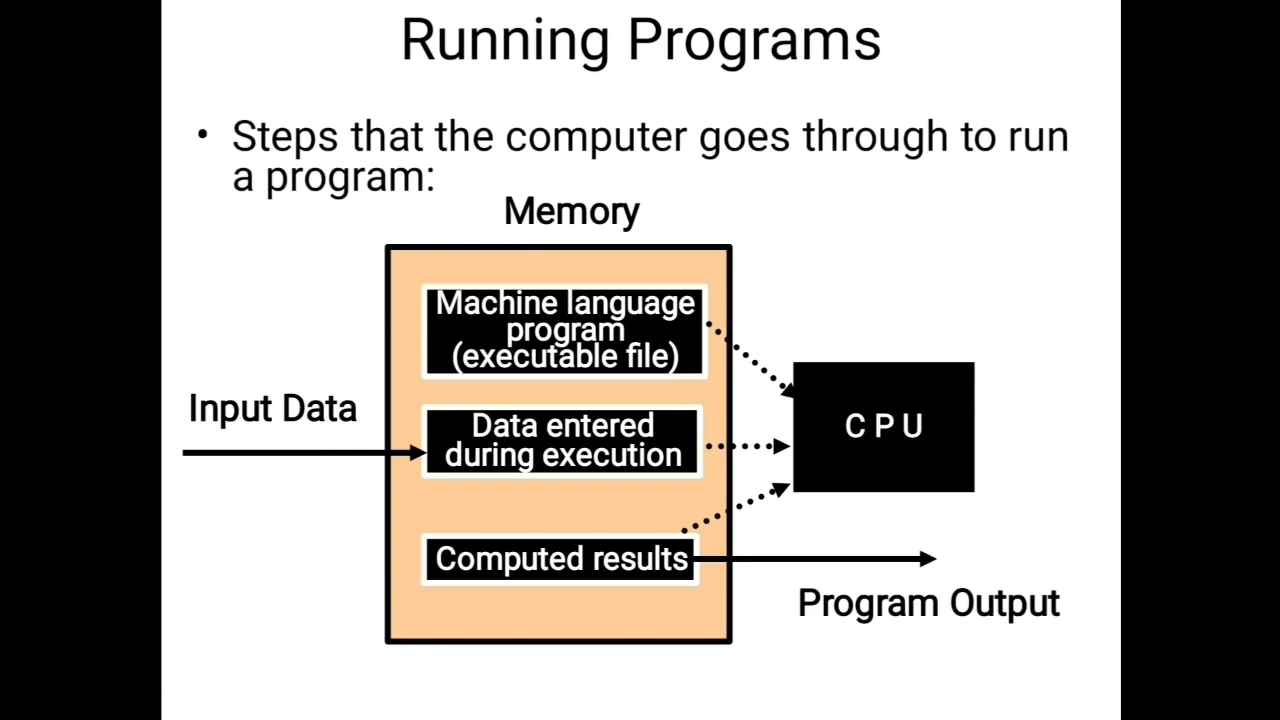 Running Programs
• Steps that the computer goes through to run
a program:
Memory
Machine language
program
(executable file)
Input Data
Data entered
during execution
C P U
Computed results
Program Output